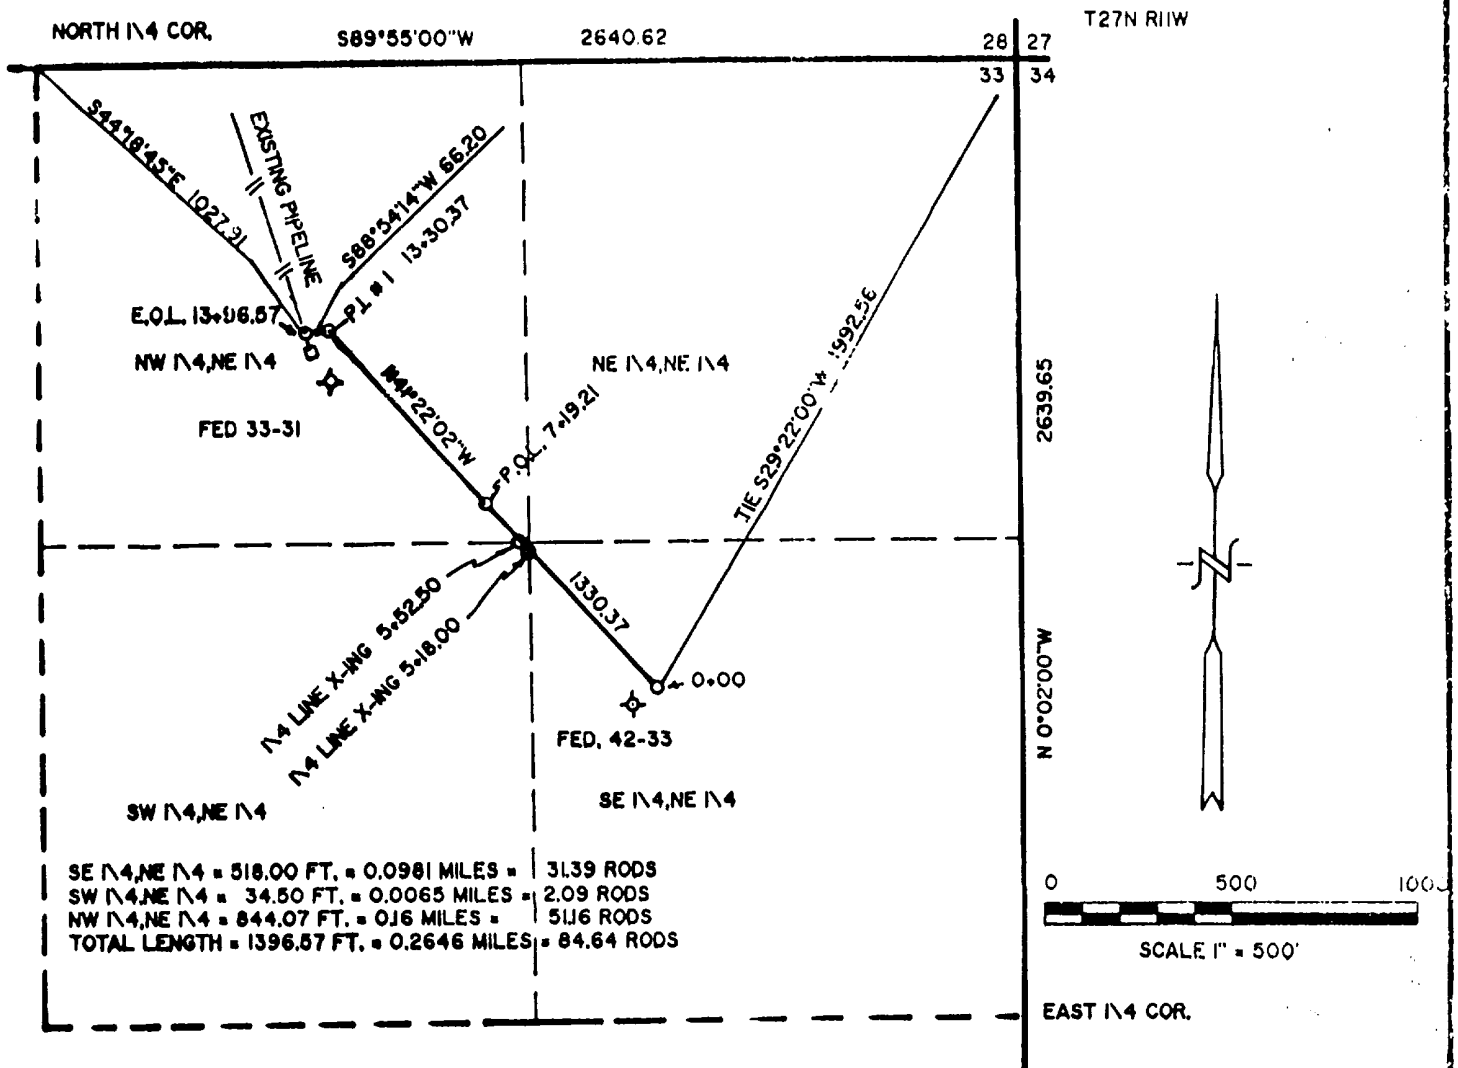 T27N R11W
NORTH 1\4 COR.
S89°55'00"W
2640.62
28 27
33 34
S44°18'45"E 1027.91
EXISTING PIPELINE
S88°54'14"W 66.20
P.I. # 1 13+30.37
E.O.L. 13+96.57
NW 1\4,NE 1\4
FED 33-31
N41°22'02"W
P.O.L. 7+19.21
NE 1\4,NE 1\4
TIE S29°22'00"W 1992.56
2639.65
N 0°02'00"W
1\4 LINE X-ING 5+52.50
1\4 LINE X-ING 5+18.00
1330.37
0+00
FED. 42-33
SW 1\4,NE 1\4
SE 1\4,NE 1\4
SE 1\4,NE 1\4 = 518.00 FT. = 0.0981 MILES = 31.39 RODS
SW 1\4,NE 1\4 = 34.50 FT. = 0.0065 MILES = 2.09 RODS
NW 1\4,NE 1\4 = 844.07 FT. = 0.16 MILES = 51.16 RODS
TOTAL LENGTH = 1396.57 FT. = 0.2646 MILES = 84.64 RODS
N
0 500 1000
SCALE 1" = 500'
EAST 1\4 COR.